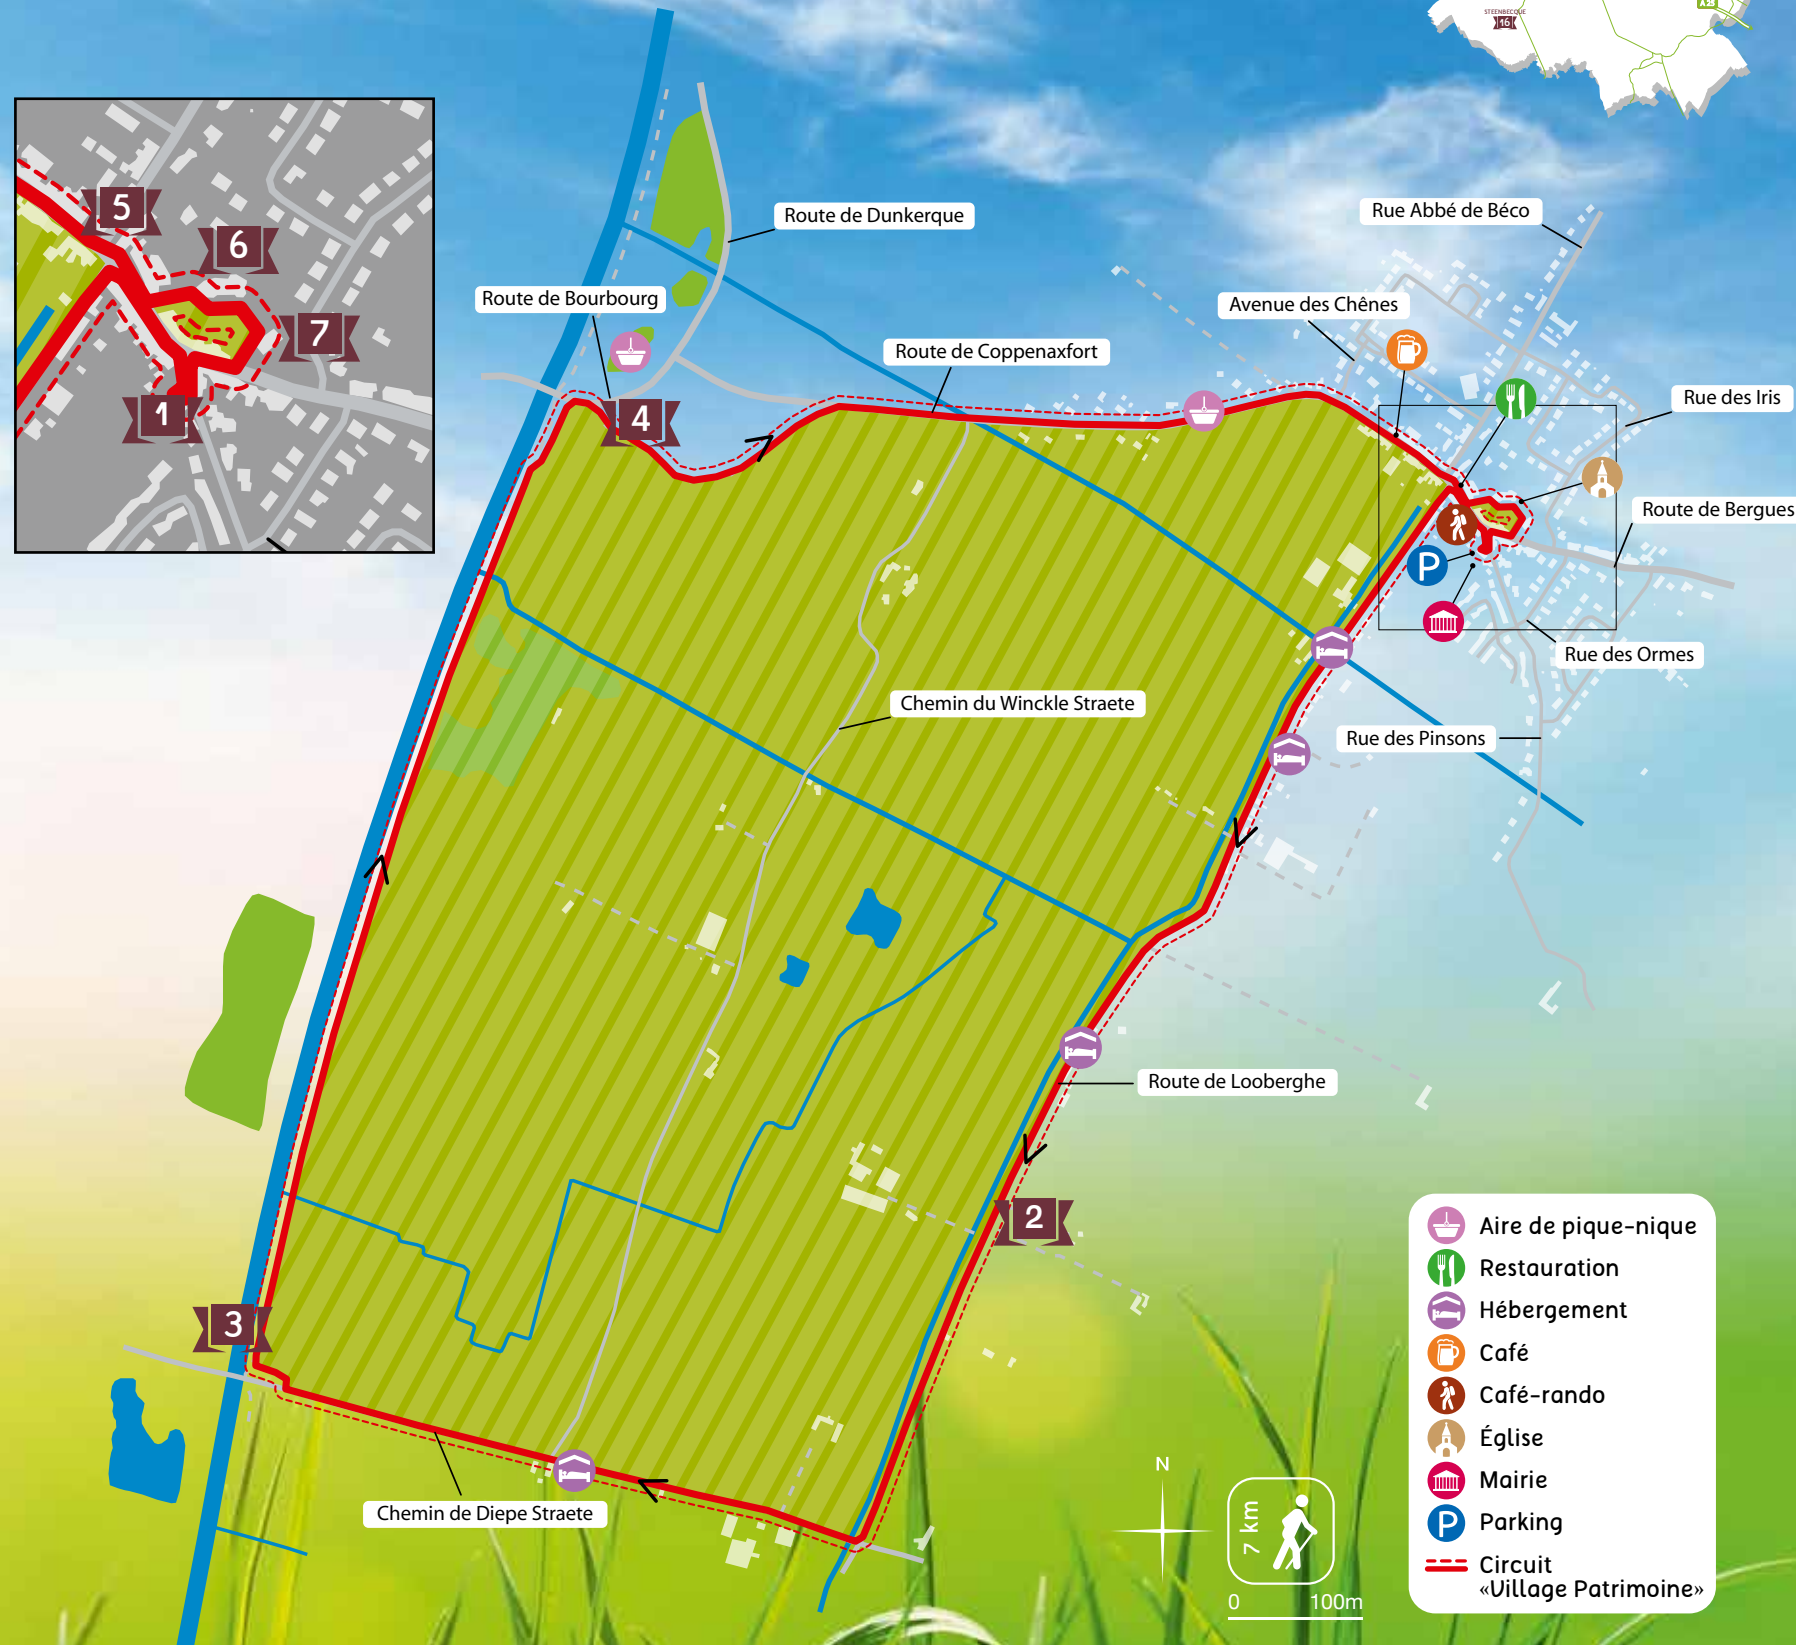 STEENBECQUE
16
A 25
5
6
7
1
Route de Dunkerque
Rue Abbé de Béco
Route de Bourbourg
Avenue des Chênes
Route de Coppenaxfort
Rue des Iris
4
Route de Bergues
P
Rue des Ormes
Chemin du Winckle Straete
Rue des Pinsons
Route de Looberghe
2
3
Chemin de Diepe Straete
N
7 km
0 100m
Aire de pique-nique
Restauration
Hébergement
Café
Café-rando
Église
Mairie
P Parking
Circuit
«Village Patrimoine»